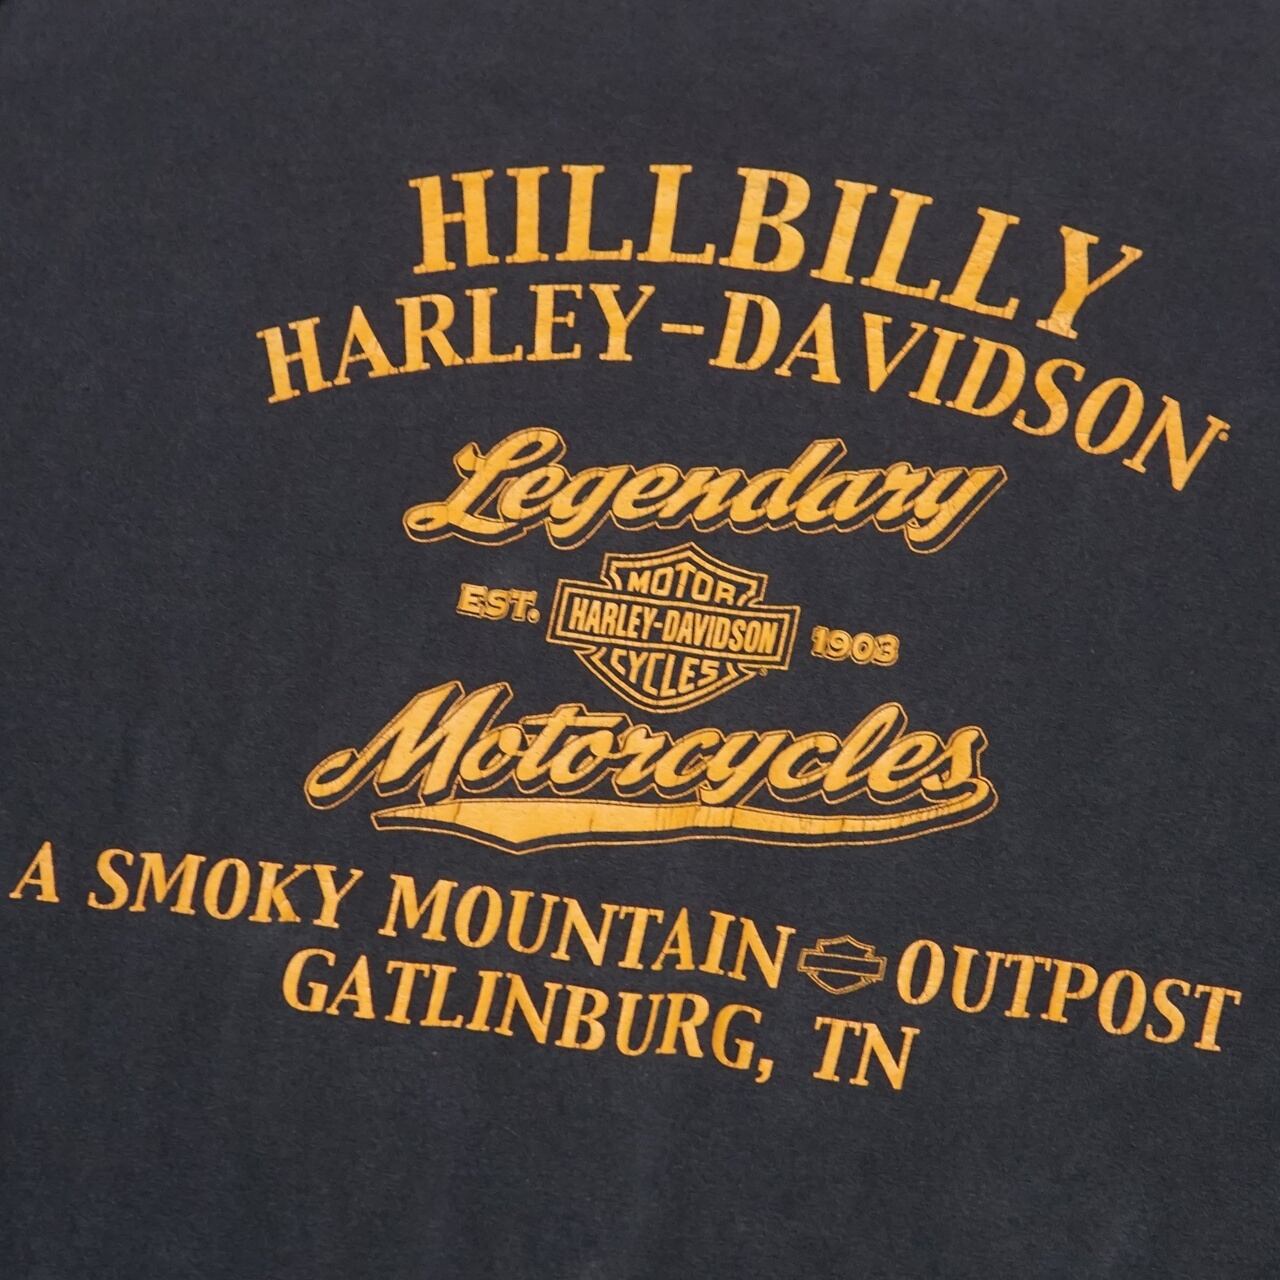 HILLBILLY
HARLEY-DAVIDSON
Legendary
EST. MOTOR HARLEY-DAVIDSON CYCLES 1903
Motorcycles
A SMOKY MOUNTAIN OUTPOST
GATLINBURG, TN